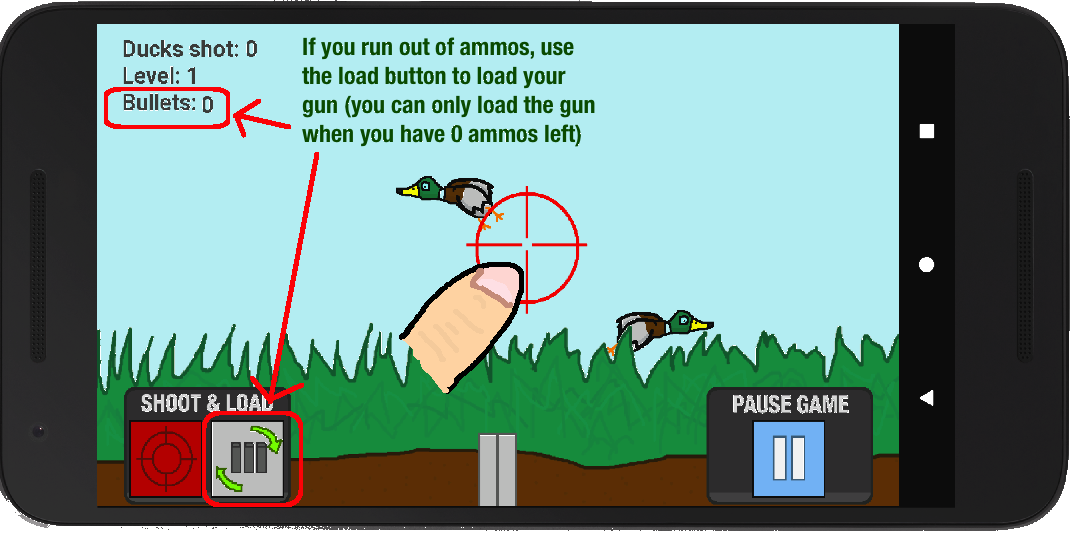 Ducks shot: 0
Level: 1
Bullets: 0
If you run out of ammos, use
the load button to load your
gun (you can only load the gun
when you have 0 ammos left)
SHOOT & LOAD
PAUSE GAME